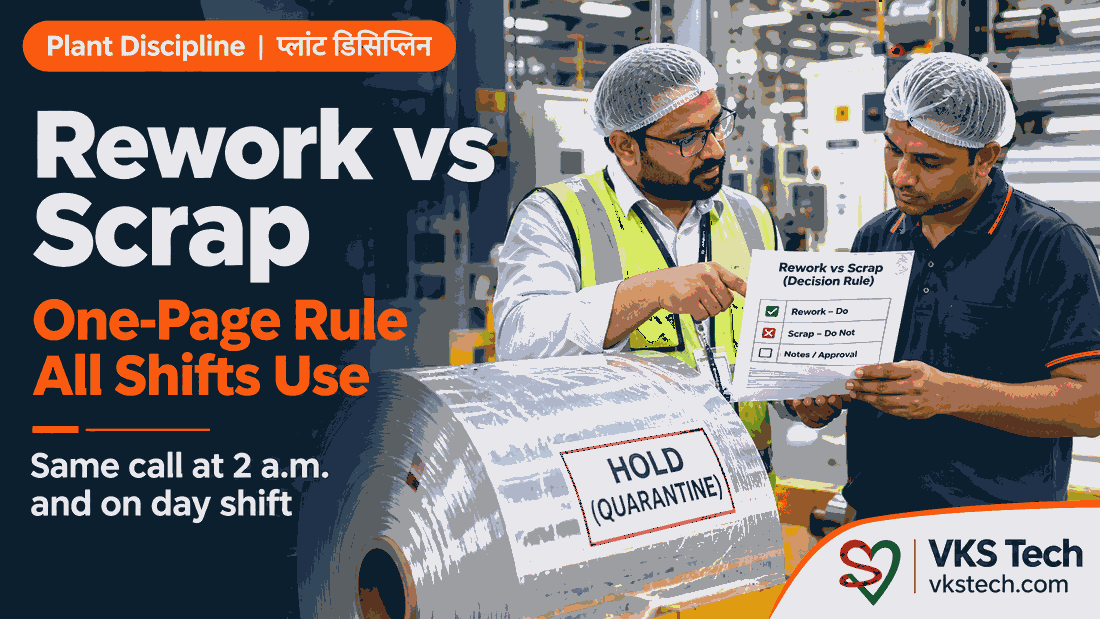 Plant Discipline | प्लांट डिसिप्लिन
Rework vs
Scrap
One-Page Rule
All Shifts Use
Same call at 2 a.m.
and on day shift
Rework vs Scrap
(Decision Rule)
Rework – Do
Scrap – Do Not
Notes / Approval
HOLD
(QUARANTINE)
VKS Tech
vkstech.com